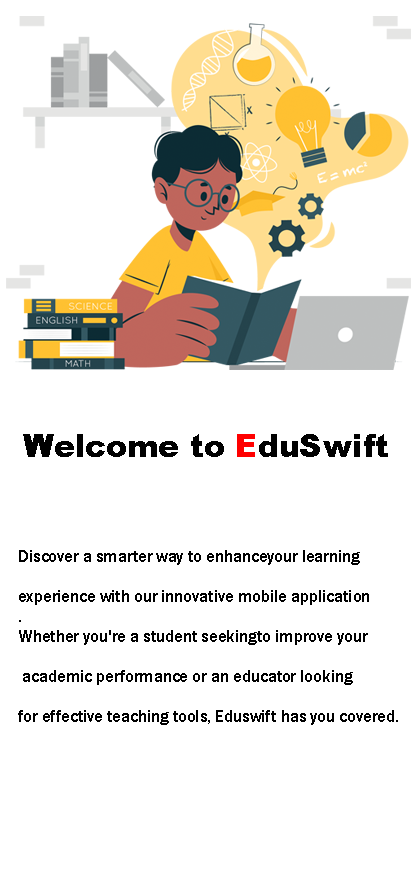 x
x
E = mc²
SCIENCE
ENGLISH
MATH
Welcome to EduSwift
Discover a smarter way to enhanceyour learning
experience with our innovative mobile application
.
Whether you're a student seekingto improve your
academic performance or an educator looking
for effective teaching tools, Eduswift has you covered.